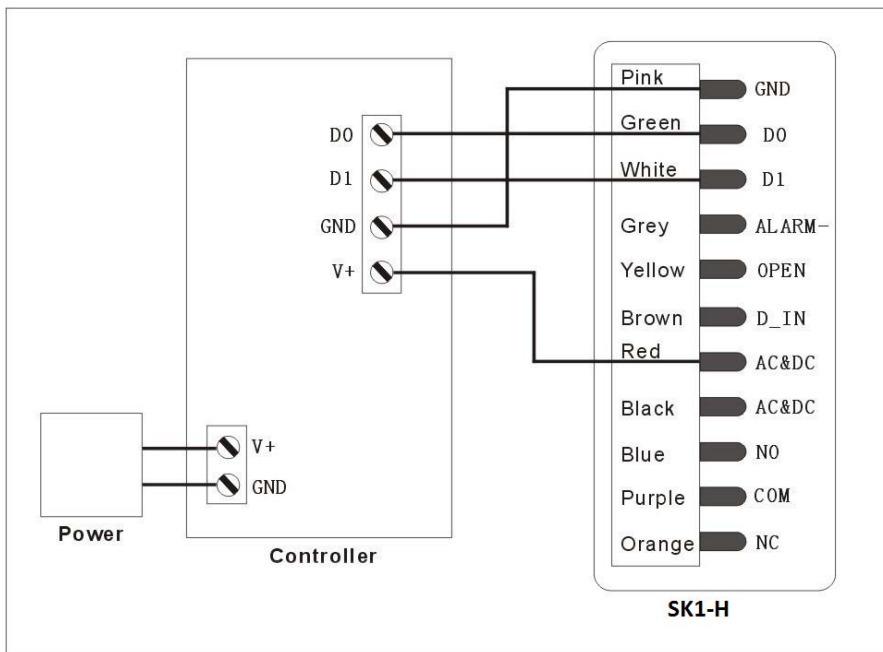 Pink GND
Green D0
White D1
Grey ALARM-
Yellow OPEN
Brown D_IN
Red AC&DC
Black AC&DC
Blue NO
Purple COM
Orange NC
SK1-H
D0
D1
GND
V+
V+
GND
Controller
Power